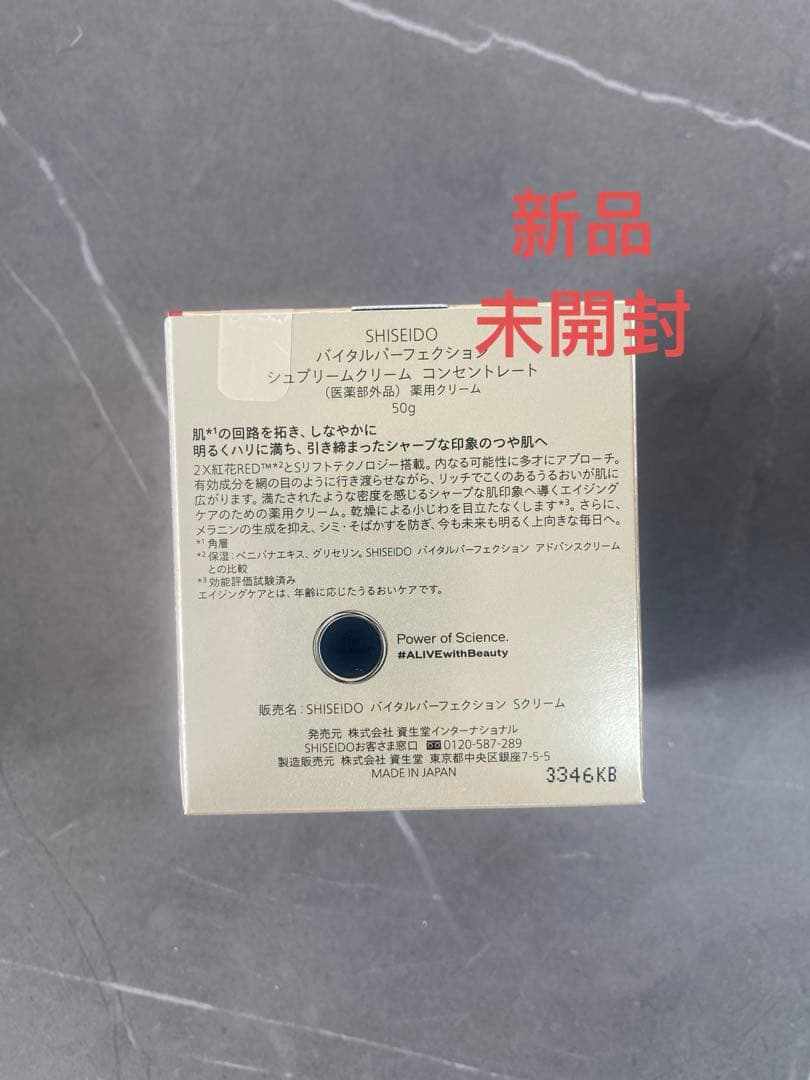 新品
未開封
SHISEIDO
バイタルパーフェクション
シュプリームクリーム コンセントレート
（医薬部外品） 薬用クリーム
50g
肌*1の回路を拓き、しなやかに
明るくハリに満ち、引き締まったシャープな印象のつや肌へ
2X紅花RED™*2とSリフトテクノロジー搭載。内なる可能性に多才にアプローチ。
有効成分を網の目のように行き渡らせながら、リッチでこくのあるうるおいが肌に
広がります。満たされたような密度を感じるシャープな肌印象へ導くエイジング
ケアのための薬用クリーム。乾燥による小じわを目立たなくします*3。さらに、
メラニンの生成を抑え、シミ・そばかすを防ぎ、今も未来も明るく上向きな毎日へ。
*1 角層
*2 保湿：ベニバナエキス、グリセリン。SHISEIDO バイタルパーフェクション アドバンスクリーム
との比較
*3 効能評価試験済み
エイジングケアとは、年齢に応じたうるおいケアです。
Power of Science.
#ALIVEwithBeauty
販売名：SHISEIDO バイタルパーフェクション Sクリーム
発売元 株式会社 資生堂インターナショナル
SHISEIDOお客さま窓口 0120-587-289
製造販売元 株式会社 資生堂 東京都中央区銀座7-5-5
MADE IN JAPAN
3346KB